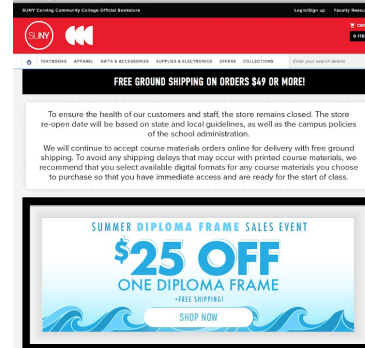 SUNY Corning Community College Official Bookstore
Login/Sign up Faculty Resou
SUNY
CAR
0 ITE
TEXTBOOKS APPAREL GIFTS & ACCESSORIES SUPPLIES & ELECTRONICS OFFERS COLLECTIONS Enter your search details
FREE GROUND SHIPPING ON ORDERS $49 OR MORE!
To ensure the health of our customers and staff, the store remains closed. The store
re-open date will be based on state and local guidelines, as well as the campus policies
of the school administration.
We will continue to accept course materials orders online for delivery with free ground
shipping. To avoid any shipping delays that may occur with printed course materials, we
recommend that you select available digital formats for any course materials you choose
to purchase so that you have immediate access and are ready for the start of class.
SUMMER DIPLOMA FRAME SALES EVENT
$25 OFF
ONE DIPLOMA FRAME
+FREE SHIPPING!
SHOP NOW